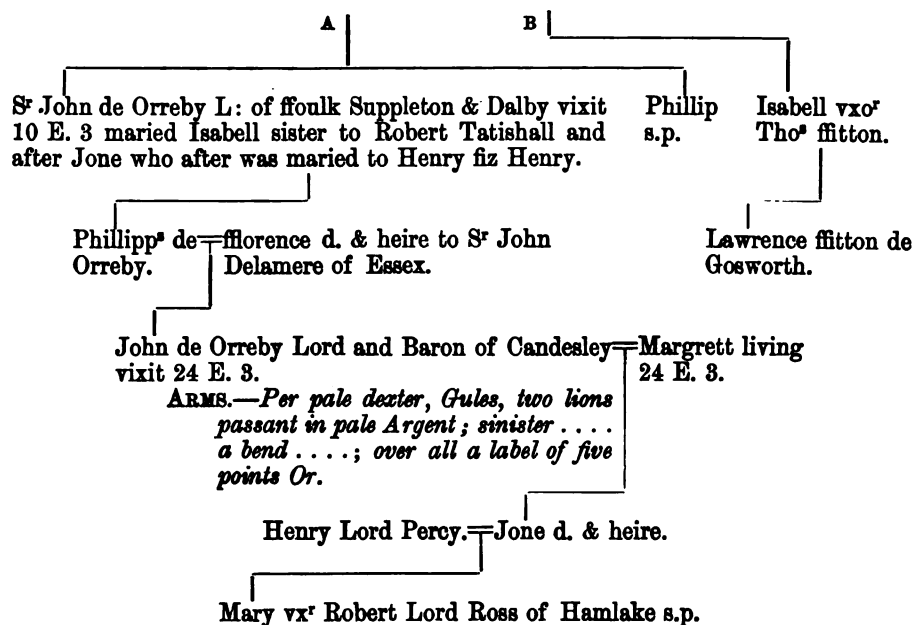 A
B
Sʳ John de Orreby L: of ffoulk Suppleton & Dalby vixit
10 E. 3 maried Isabell sister to Robert Tatishall and
after Jone who after was maried to Henry fiz Henry.
Phillip
s.p.
Isabell vxoʳ
Thoˢ ffitton.
Phillippˢ de
Orreby.
fflorence d. & heire to Sʳ John
Delamere of Essex.
Lawrence ffitton de
Gosworth.
John de Orreby Lord and Baron of Candesley
vixit 24 E. 3.
Margrett living
24 E. 3.
ARMS.—Per pale dexter, Gules, two lions
passant in pale Argent; sinister . . . .
a bend . . . .; over all a label of five
points Or.
Henry Lord Percy.
Jone d. & heire.
Mary vxʳ Robert Lord Ross of Hamlake s.p.